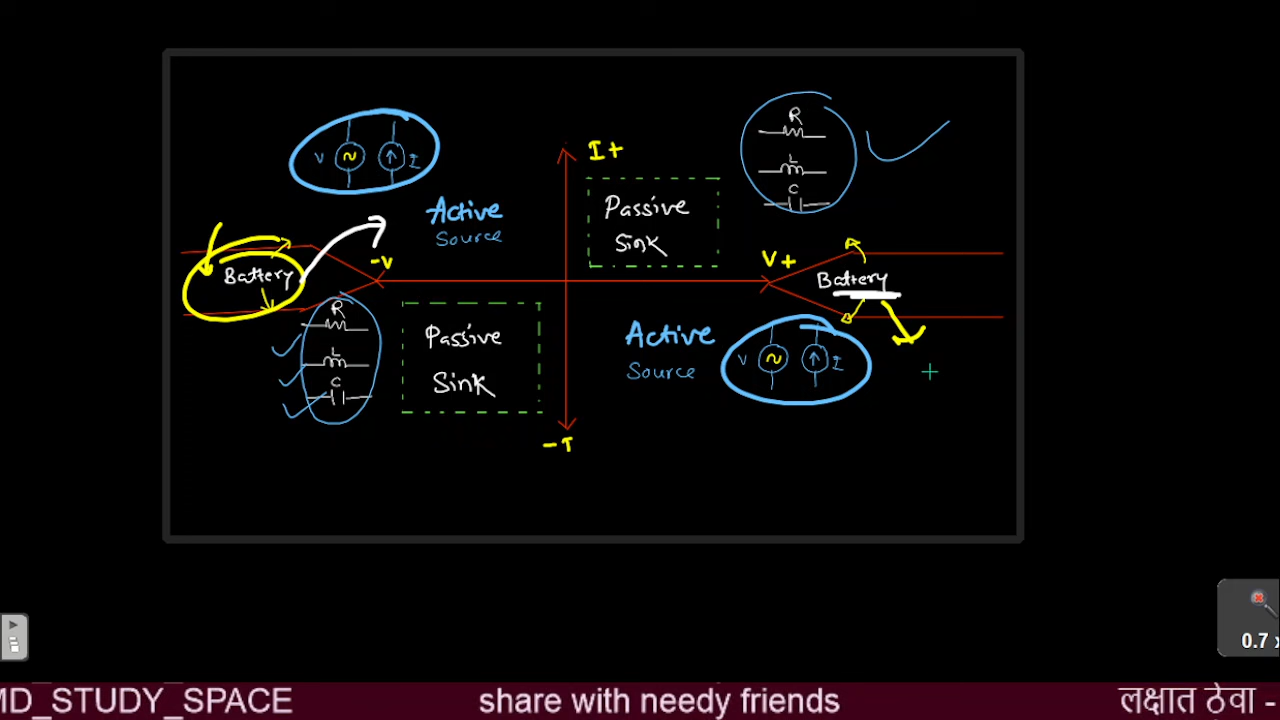 I+
R
L
C
V
I
Passive
Sink
Active
Source
-V
V+
Battery
Battery
R
L
C
Passive
Sink
Active
Source
V
I
-I
0.7 x
MD_STUDY_SPACE share with needy friends लक्षात ठेवा -